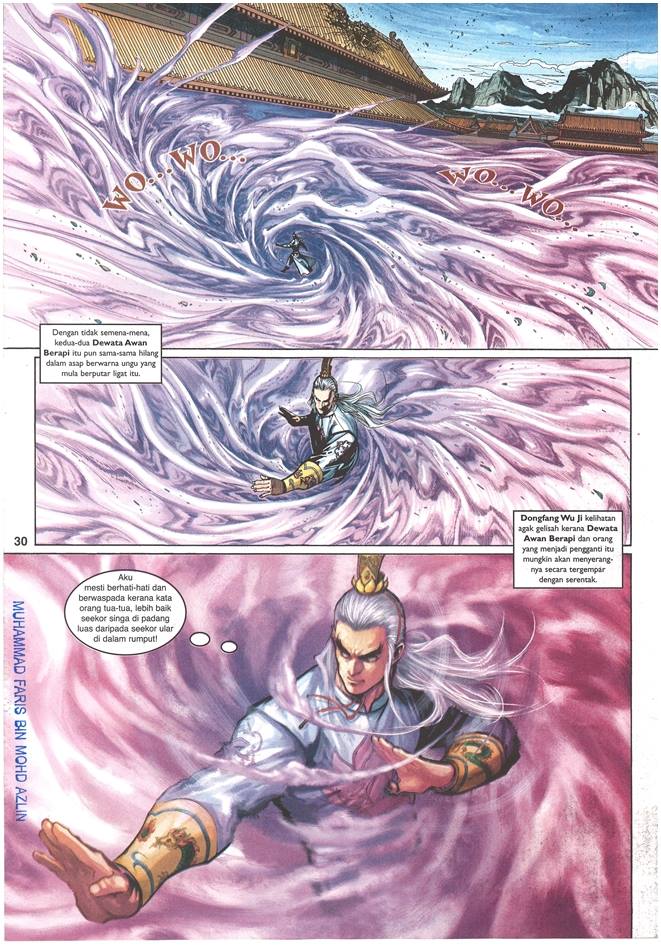 WO...WO...
WO...WO...
Dengan tidak semena-mena,
kedua-dua Dewata Awan
Berapi itu pun sama-sama hilang
dalam asap berwarna ungu yang
mula berputar ligat itu.
Dongfang Wu Ji kelihatan
agak gelisah kerana Dewata
Awan Berapi dan orang
yang menjadi pengganti itu
mungkin akan menyerang-
nya secara tergempar
dengan serentak.
30
Aku
mesti berhati-hati dan
berwaspada kerana kata
orang tua-tua, lebih baik
seekor singa di padang
luas daripada seekor ular
di dalam rumput!
MUHAMMAD FARIS BIN MOHD AZLIN